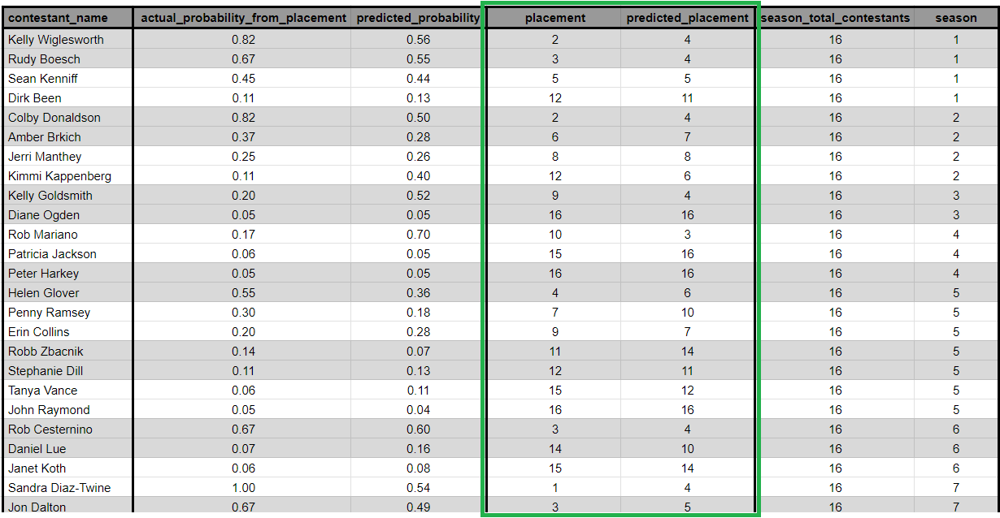 contestant_name actual_probability_from_placement predicted_probability placement predicted_placement season_total_contestants season
Kelly Wiglesworth 0.82 0.56 2 4 16 1
Rudy Boesch 0.67 0.55 3 4 16 1
Sean Kenniff 0.45 0.44 5 5 16 1
Dirk Been 0.11 0.13 12 11 16 1
Colby Donaldson 0.82 0.50 2 4 16 2
Amber Brkich 0.37 0.28 6 7 16 2
Jerri Manthey 0.25 0.26 8 8 16 2
Kimmi Kappenberg 0.11 0.40 12 6 16 2
Kelly Goldsmith 0.20 0.52 9 4 16 3
Diane Ogden 0.05 0.05 16 16 16 3
Rob Mariano 0.17 0.70 10 3 16 4
Patricia Jackson 0.06 0.05 15 16 16 4
Peter Harkey 0.05 0.05 16 16 16 4
Helen Glover 0.55 0.36 4 6 16 5
Penny Ramsey 0.30 0.18 7 10 16 5
Erin Collins 0.20 0.28 9 7 16 5
Robb Zbacnik 0.14 0.07 11 14 16 5
Stephanie Dill 0.11 0.13 12 11 16 5
Tanya Vance 0.06 0.11 15 12 16 5
John Raymond 0.05 0.04 16 16 16 5
Rob Cesternino 0.67 0.60 3 4 16 6
Daniel Lue 0.07 0.16 14 10 16 6
Janet Koth 0.06 0.08 15 14 16 6
Sandra Diaz-Twine 1.00 0.54 1 4 16 7
Jon Dalton 0.67 0.49 3 5 16 7